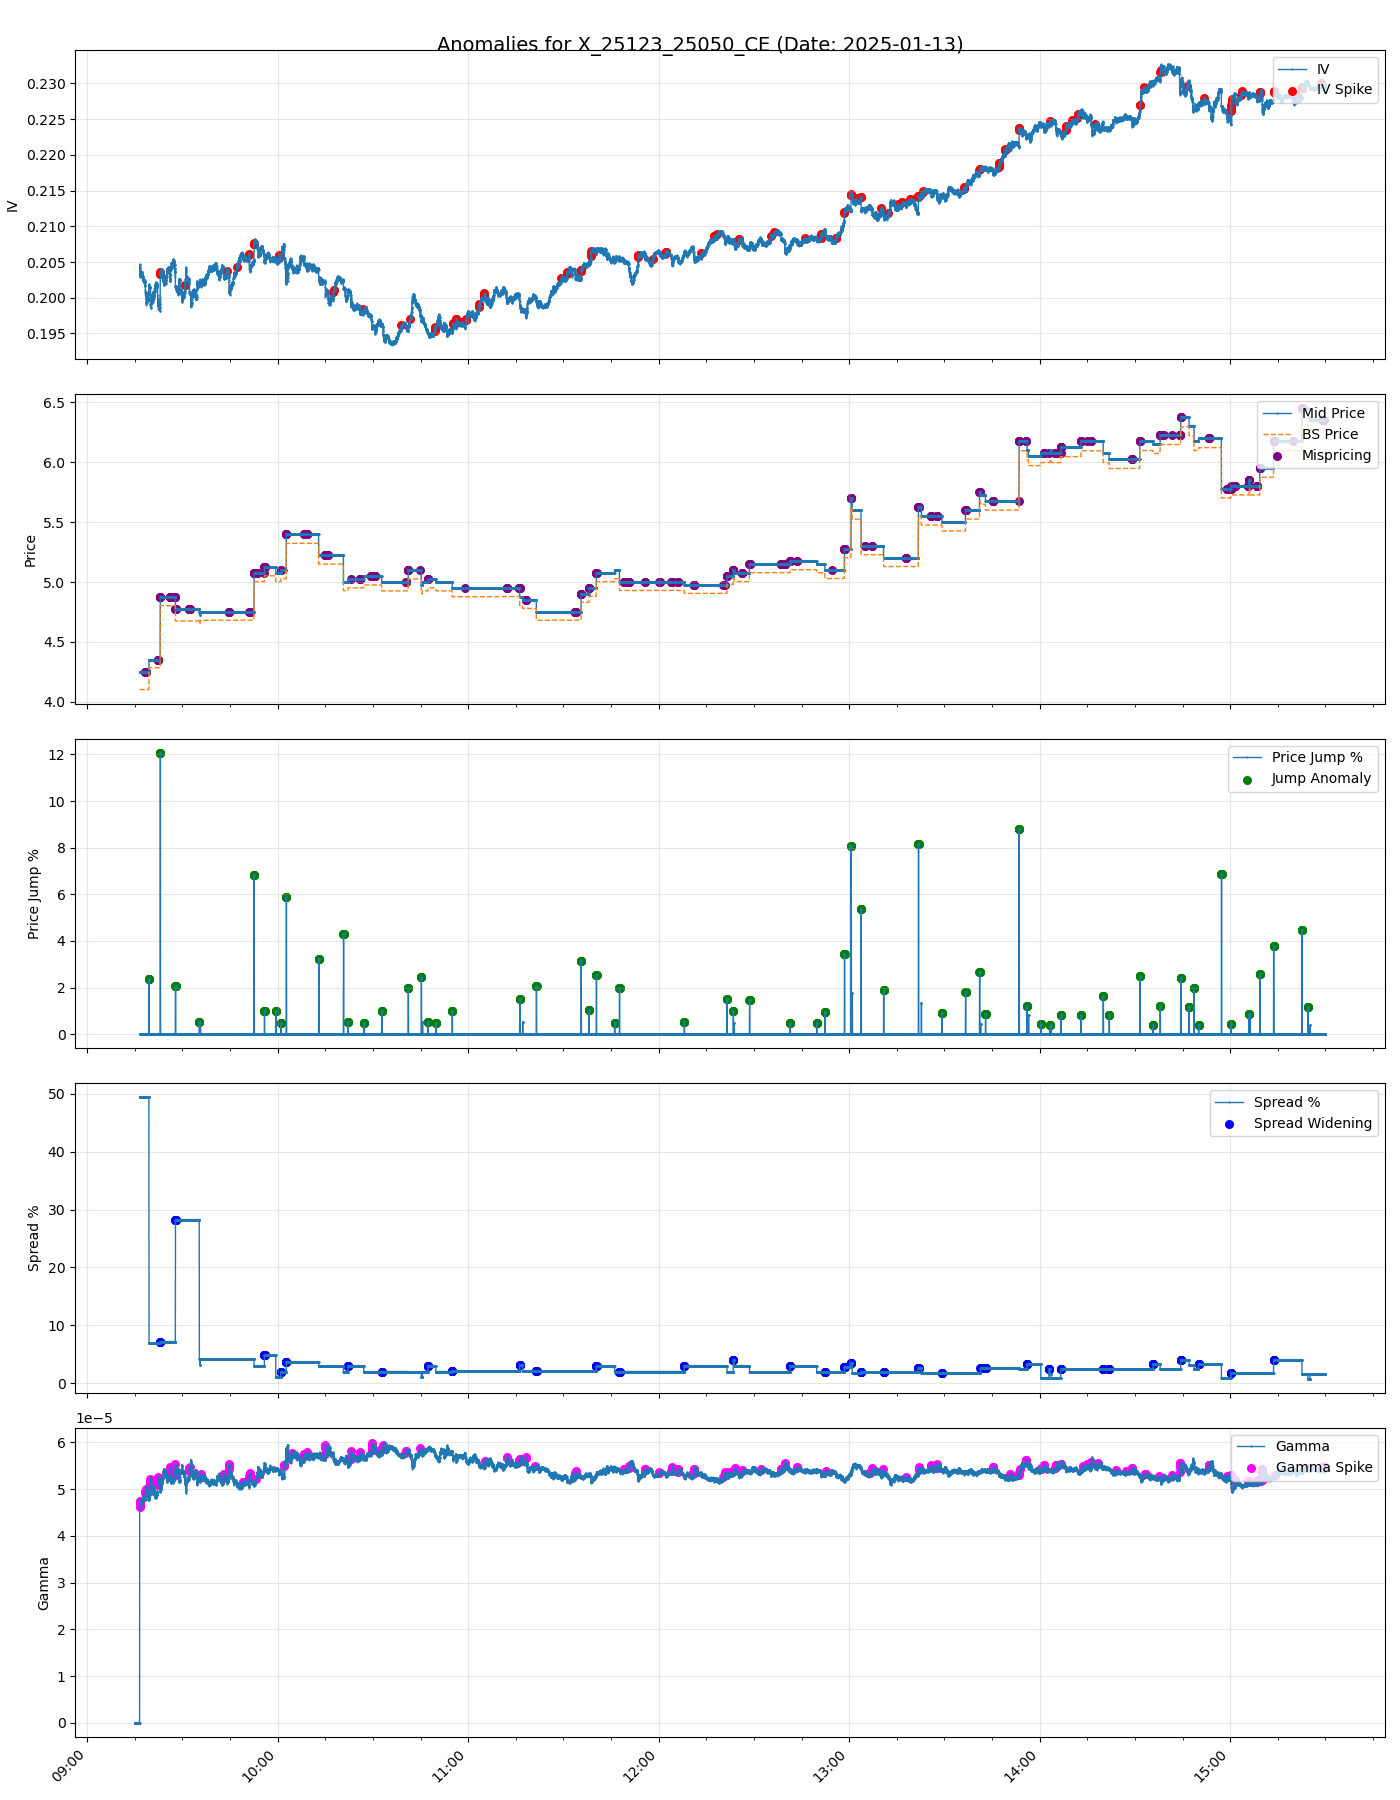 Anomalies for X_25123_25050_CE (Date: 2025-01-13)
IV
IV Spike
0.230
0.225
0.220
0.215
0.210
0.205
0.200
0.195
IV
Mid Price
BS Price
Mispricing
6.5
6.0
5.5
5.0
4.5
4.0
Price
Price Jump %
Jump Anomaly
12
10
8
6
4
2
0
Price Jump %
Spread %
Spread Widening
50
40
30
20
10
0
Spread %
1e−5
Gamma
Gamma Spike
6
5
4
3
2
1
0
Gamma
09:00
10:00
11:00
12:00
13:00
14:00
15:00